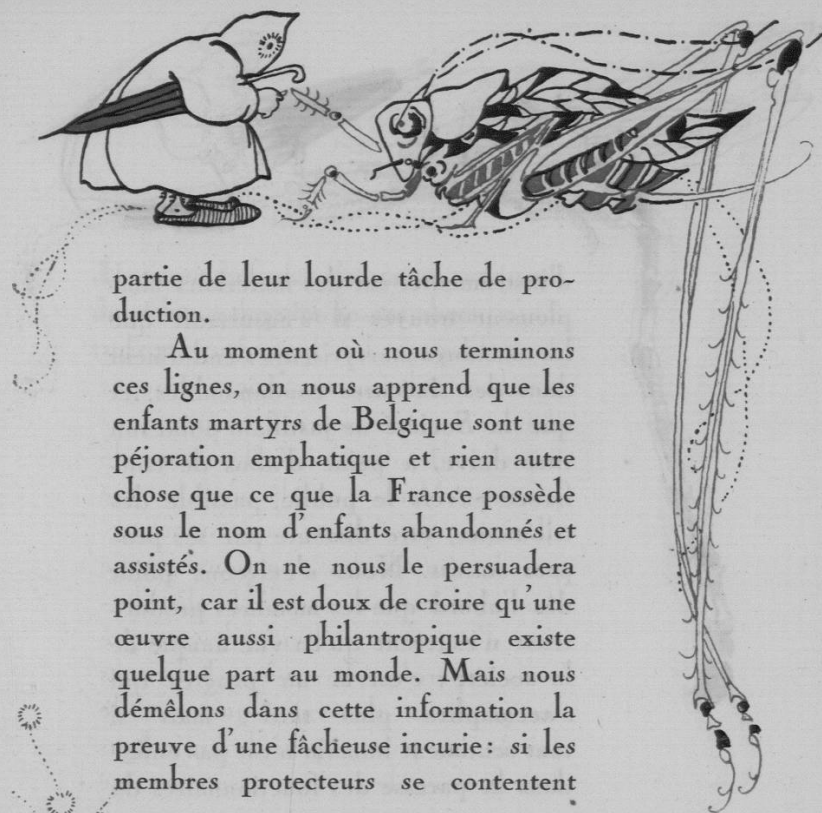 partie de leur lourde tâche de pro-
duction.
Au moment où nous terminons
ces lignes, on nous apprend que les
enfants martyrs de Belgique sont une
péjoration emphatique et rien autre
chose que ce que la France possède
sous le nom d'enfants abandonnés et
assistés. On ne nous le persuadera
point, car il est doux de croire qu'une
œuvre aussi philantropique existe
quelque part au monde. Mais nous
démêlons dans cette information la
preuve d'une fâcheuse incurie: si les
membres protecteurs se contentent